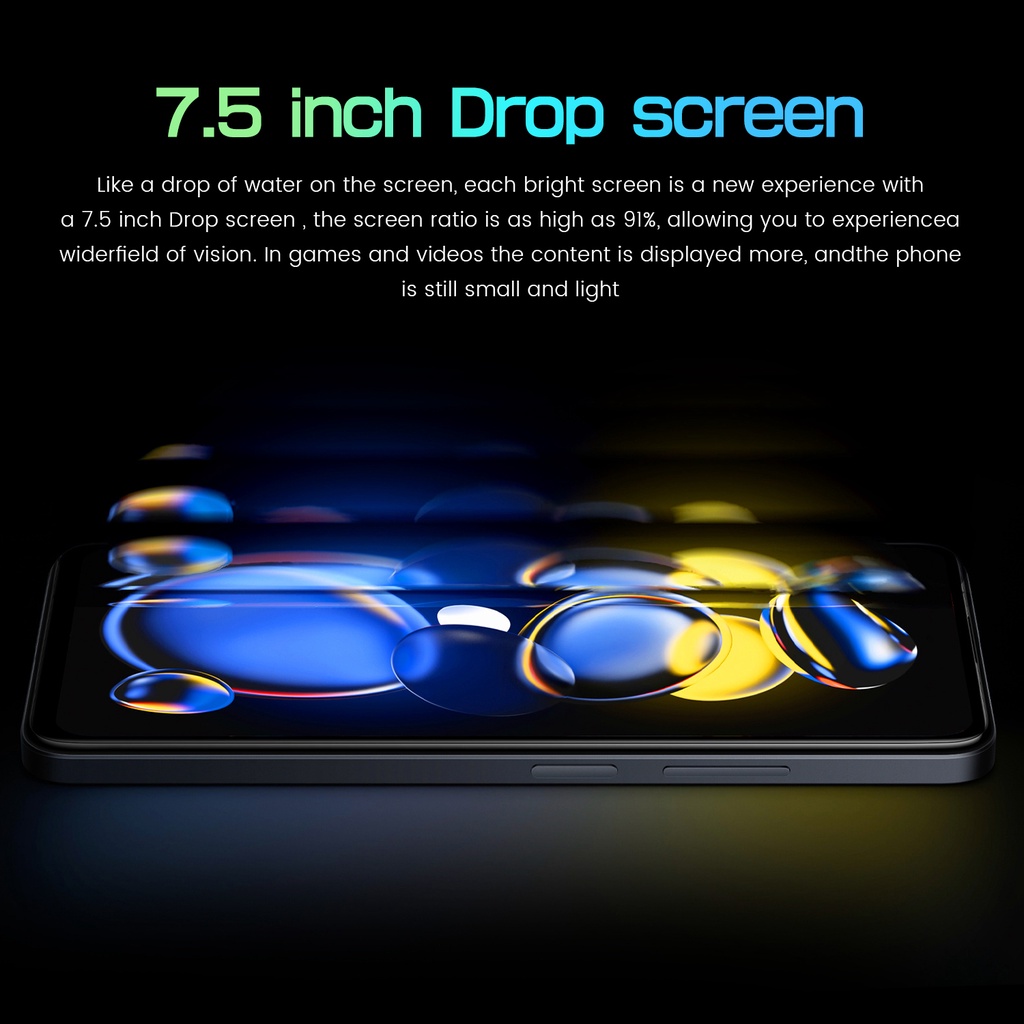 7.5 inch Drop screen
Like a drop of water on the screen, each bright screen is a new experience with
a 7.5 inch Drop screen , the screen ratio is as high as 91%, allowing you to experiencea
widerfield of vision. In games and videos the content is displayed more, andthe phone
is still small and light